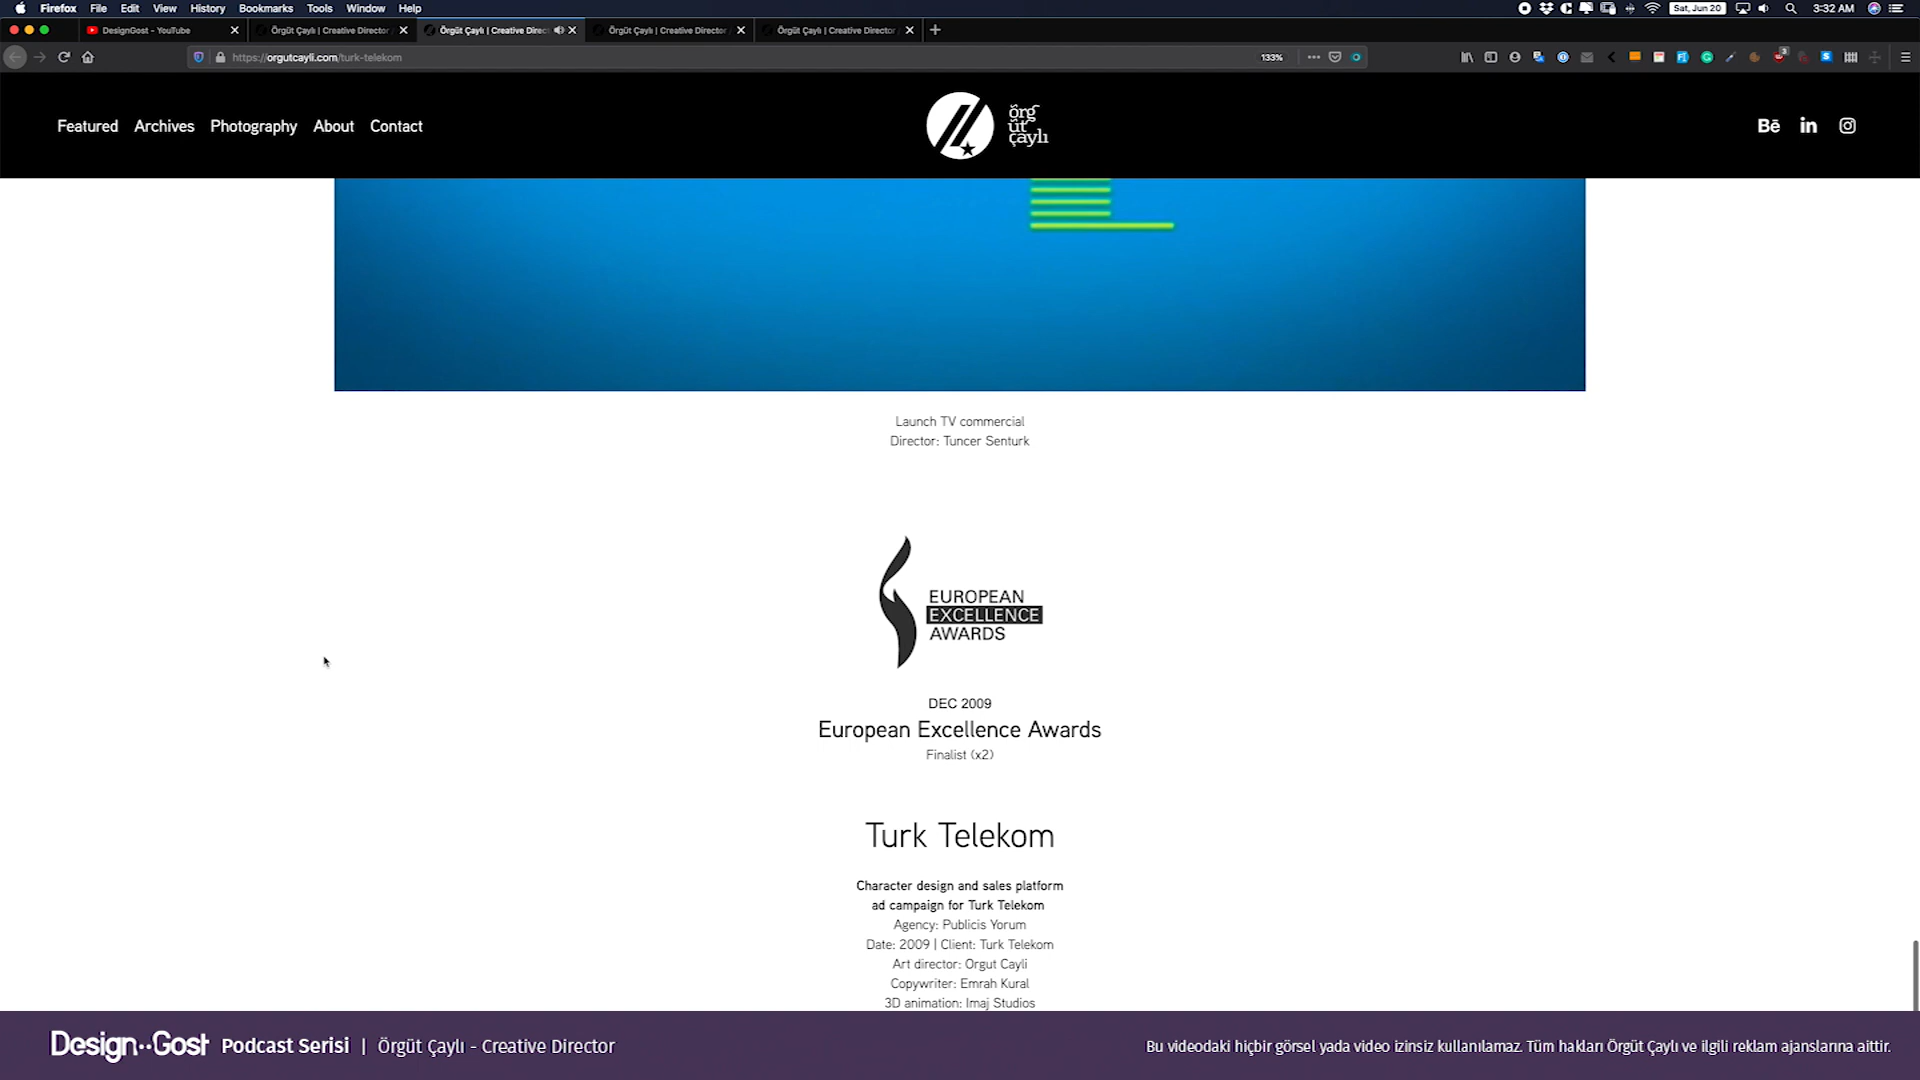 Firefox File Edit View History Bookmarks Tools Window Help
Sat, Jun 20 3:32 AM
DesignGost - YouTube
Örgüt Çaylı | Creative Director
Örgüt Çaylı | Creative Direc
Örgüt Çaylı | Creative Director
Örgüt Çaylı | Creative Director
https://orgutcayli.com/turk-telekom
133%
3
Featured Archives Photography About Contact
örg
üt
çaylı
Bē in
Launch TV commercial
Director: Tuncer Senturk
EUROPEAN
EXCELLENCE
AWARDS
DEC 2009
European Excellence Awards
Finalist (x2)
Turk Telekom
Character design and sales platform
ad campaign for Turk Telekom
Agency: Publicis Yorum
Date: 2009 | Client: Turk Telekom
Art director: Orgut Cayli
Copywriter: Emrah Kural
3D animation: Imaj Studios
Design··Gost Podcast Serisi | Örgüt Çaylı - Creative Director
Bu videodaki hiçbir görsel yada video izinsiz kullanılamaz. Tüm hakları Örgüt Çaylı ve ilgili reklam ajanslarına aittir.